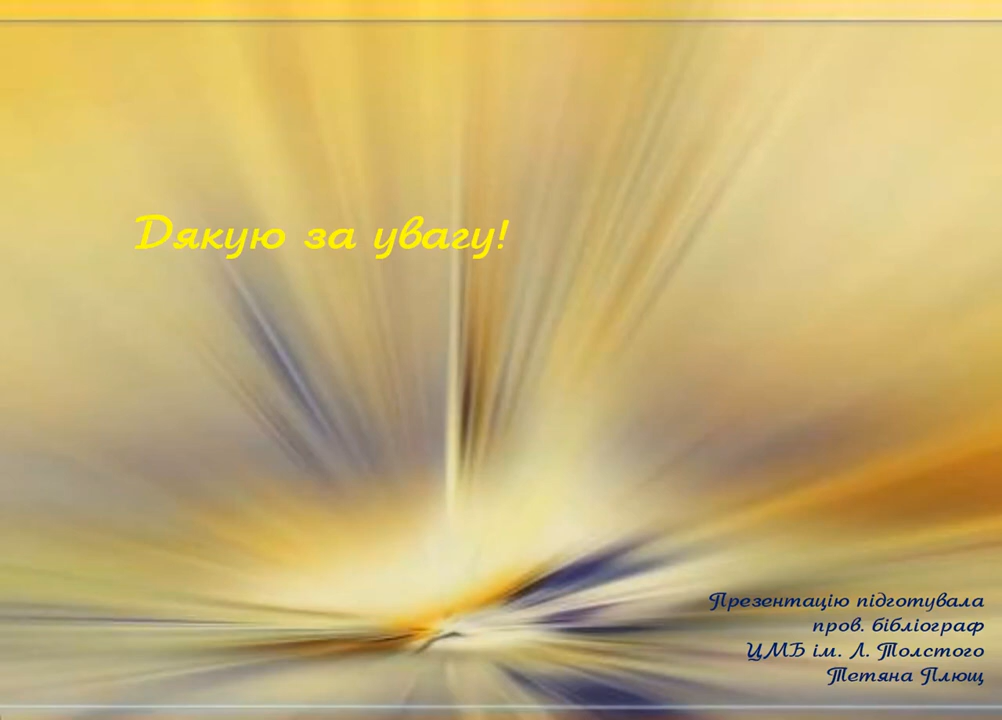 Дякую за увагу!
Презентацію підготувала
пров. бібліограф
ЦМБ ім. Л. Толстого
Тетяна Плющ